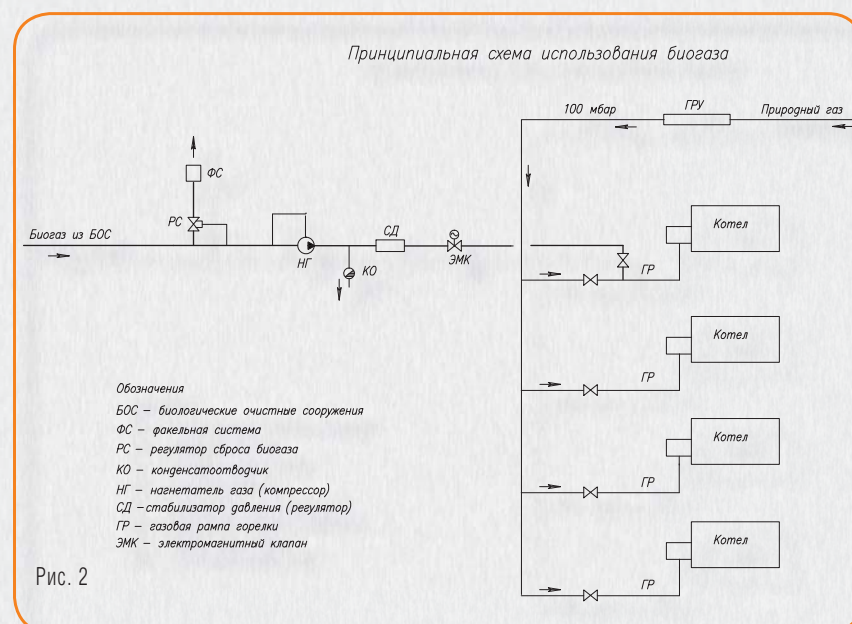 Принципиальная схема использования биогаза
100 мбар
ГРУ
Природный газ
ФС
РС
Биогаз из БОС
НГ
КО
СД
ЭМК
ГР
Котел
ГР
Котел
ГР
Котел
ГР
Котел
Обозначения
БОС – биологические очистные сооружения
ФС – факельная система
РС – регулятор сброса биогаза
КО – конденсатоотводчик
НГ – нагнетатель газа (компрессор)
СД –стабилизатор давления (регулятор)
ГР – газовая рампа горелки
ЭМК – электромагнитный клапан
Рис. 2